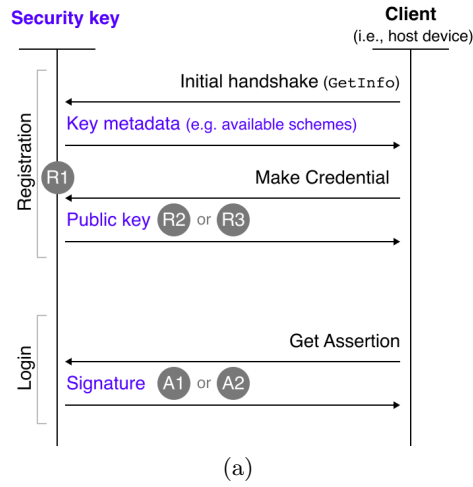 Security key
Client
(i.e., host device)
Registration
Initial handshake (GetInfo)
Key metadata (e.g. available schemes)
R1
Make Credential
Public key R2 or R3
Login
Get Assertion
Signature A1 or A2
(a)